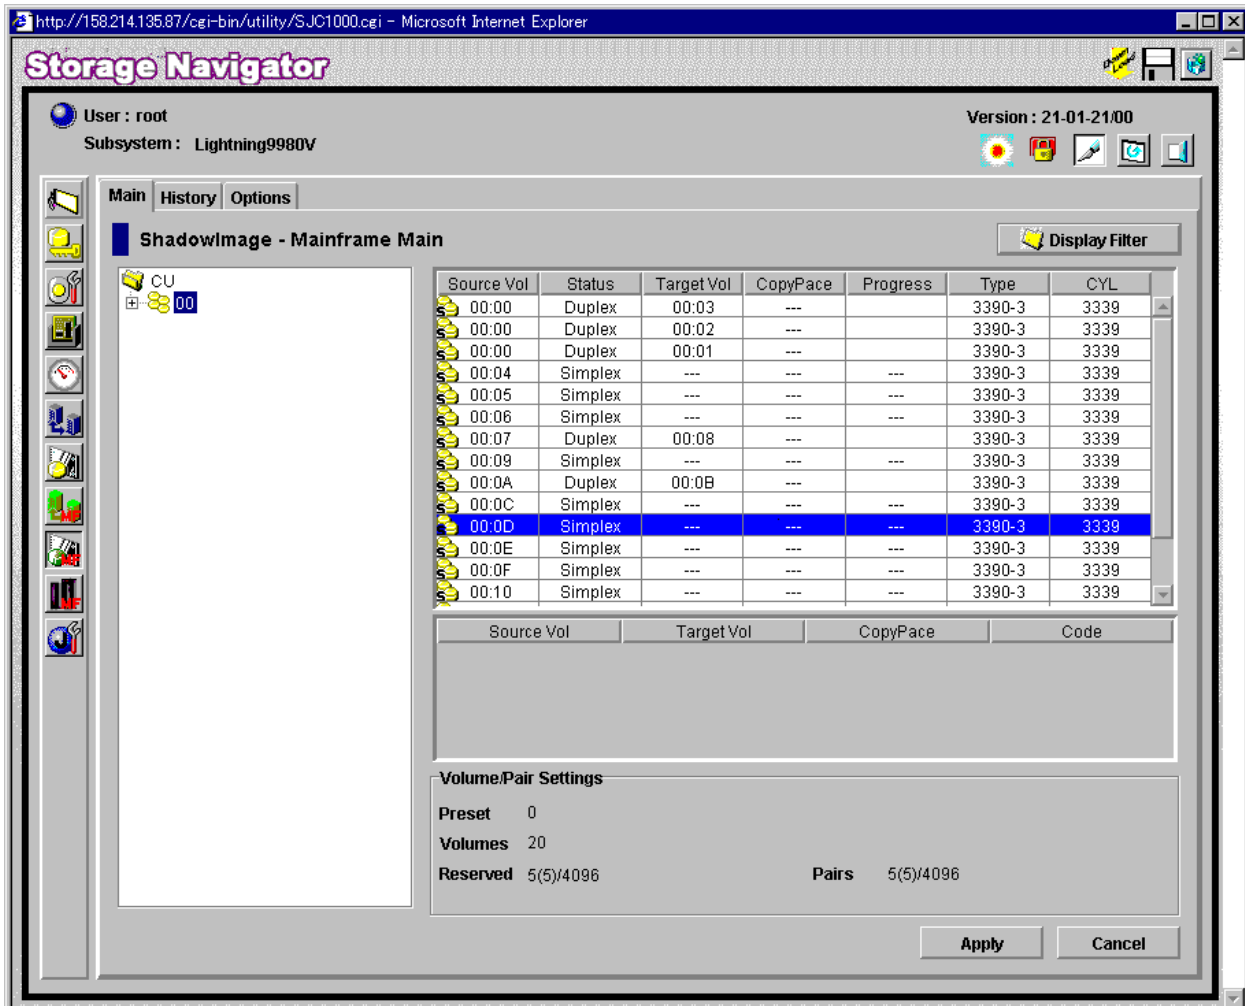 http://158.214.135.87/cgi-bin/utility/SJC1000.cgi - Microsoft Internet Explorer
Storage Navigator
User : root
Version : 21-01-21/00
Subsystem : Lightning9980V
Main History Options
ShadowImage - Mainframe Main
Display Filter
CU
00
Source Vol Status Target Vol CopyPace Progress Type CYL
S 00:00 Duplex 00:03 --- 3390-3 3339
S 00:00 Duplex 00:02 --- 3390-3 3339
S 00:00 Duplex 00:01 --- 3390-3 3339
S 00:04 Simplex --- --- --- 3390-3 3339
S 00:05 Simplex --- --- --- 3390-3 3339
S 00:06 Simplex --- --- --- 3390-3 3339
S 00:07 Duplex 00:08 --- 3390-3 3339
S 00:09 Simplex --- --- --- 3390-3 3339
S 00:0A Duplex 00:0B --- 3390-3 3339
S 00:0C Simplex --- --- --- 3390-3 3339
00:0D Simplex --- --- --- 3390-3 3339
S 00:0E Simplex --- --- --- 3390-3 3339
S 00:0F Simplex --- --- --- 3390-3 3339
S 00:10 Simplex --- --- --- 3390-3 3339
MF
MF
MF
Source Vol Target Vol CopyPace Code
Volume/Pair Settings
Preset 0
Volumes 20
Reserved 5(5)/4096 Pairs 5(5)/4096
Apply Cancel